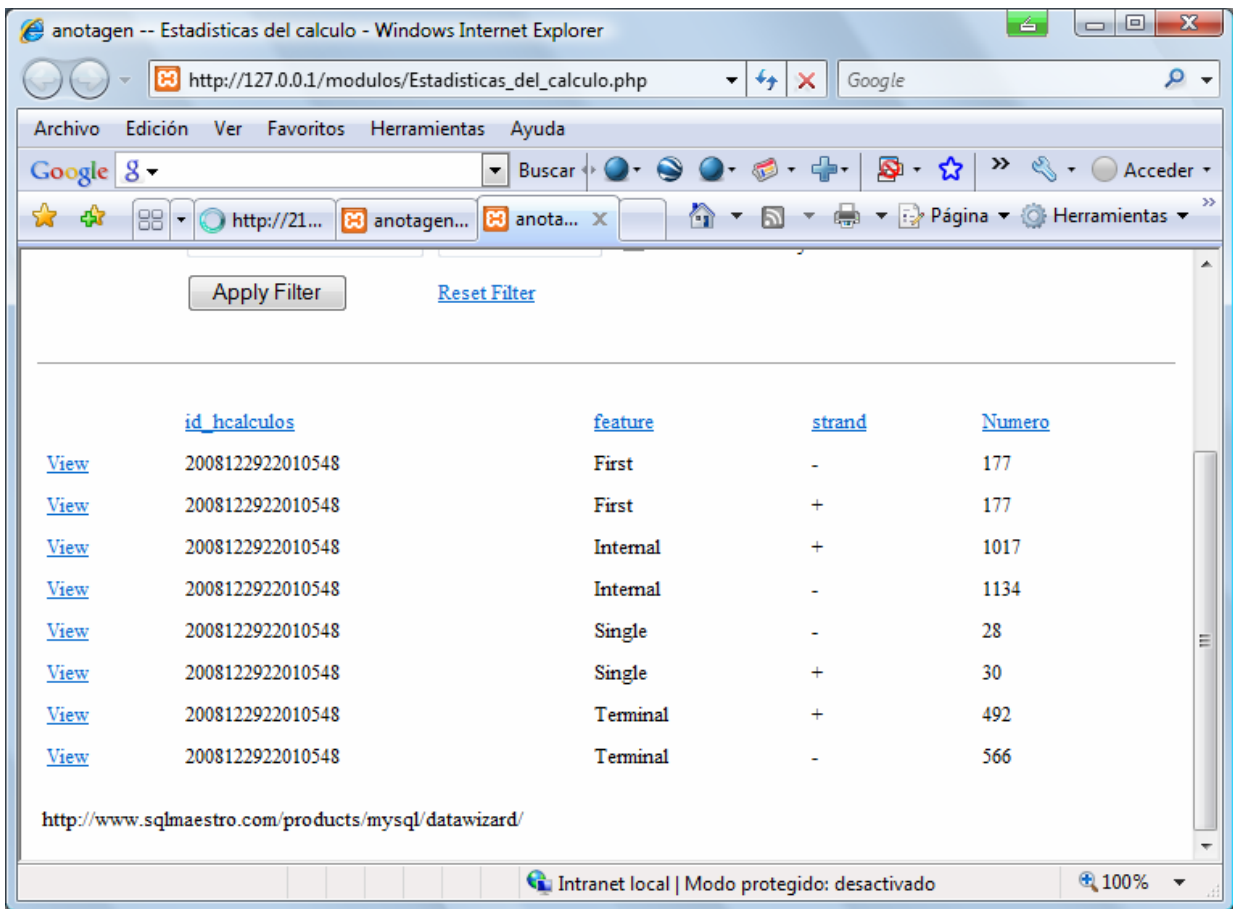 anotagen -- Estadisticas del calculo - Windows Internet Explorer
http://127.0.0.1/modulos/Estadisticas_del_calculo.php Google
Archivo Edición Ver Favoritos Herramientas Ayuda
Google g Buscar » Acceder
http://21... anotagen... anota... X Página Herramientas »
Apply Filter Reset Filter
id_hcalculos feature strand Numero
View 2008122922010548 First - 177
View 2008122922010548 First + 177
View 2008122922010548 Internal + 1017
View 2008122922010548 Internal - 1134
View 2008122922010548 Single - 28
View 2008122922010548 Single + 30
View 2008122922010548 Terminal + 492
View 2008122922010548 Terminal - 566
http://www.sqlmaestro.com/products/mysql/datawizard/
Intranet local | Modo protegido: desactivado 100%